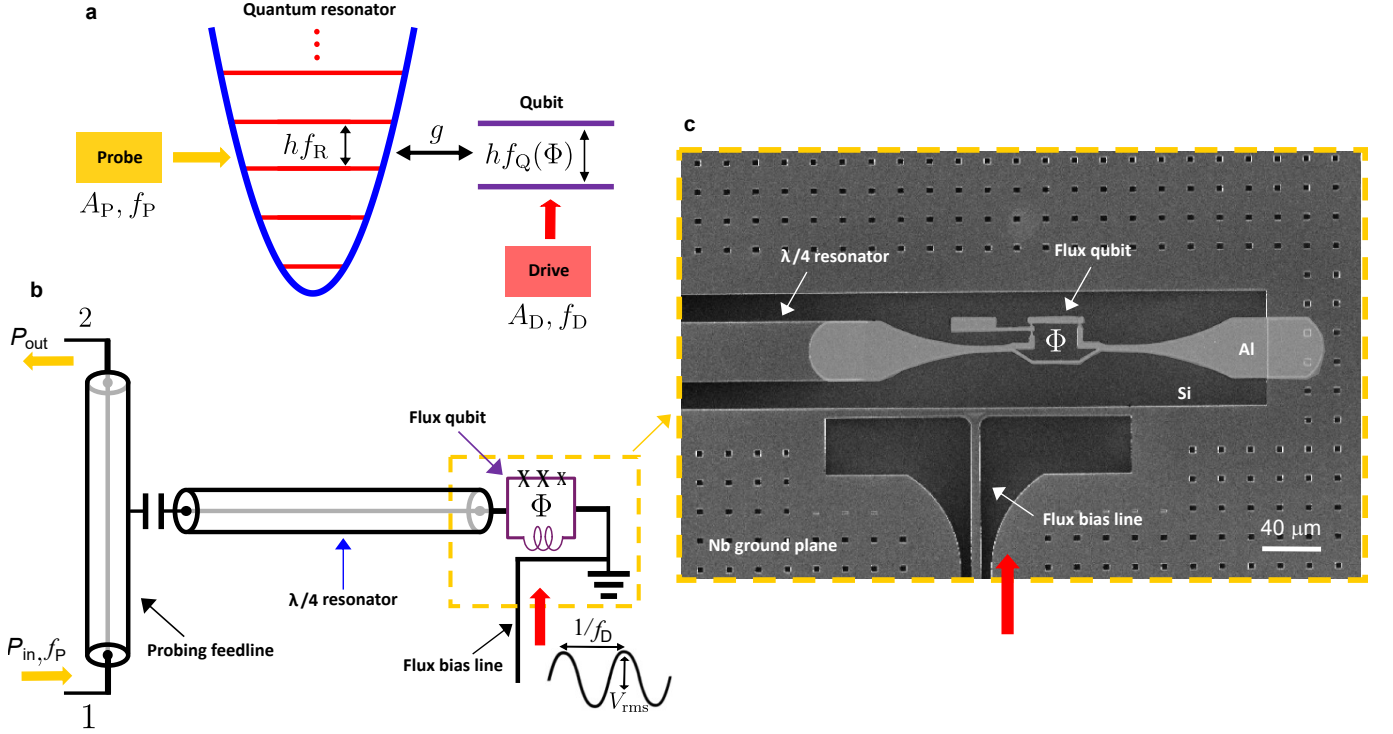 a
Quantum resonator
Probe
A_P, f_P
hf_R
g
Qubit
hf_Q(Φ)
Drive
A_D, f_D
b
2
P_out
Flux qubit
X X x
Φ
λ/4 resonator
Probing feedline
P_in, f_P
1
Flux bias line
1/f_D
V_rms
c
λ/4 resonator
Flux qubit
Φ
Al
Si
Flux bias line
Nb ground plane
40 μm